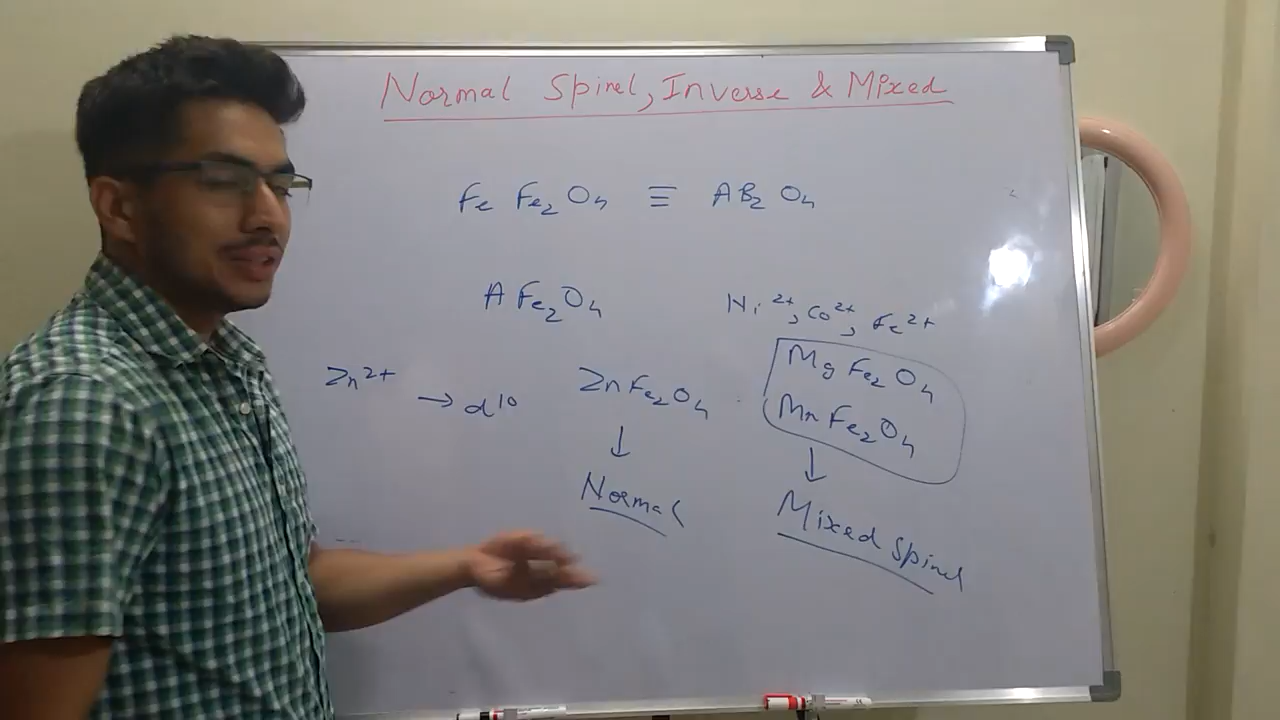 Normal Spinel, Inverse & Mixed
Fe Fe₂O₄ ≡ AB₂O₄
AFe₂O₄
Ni²⁺, Co²⁺, Fe²⁺
Zn²⁺ → d¹⁰
ZnFe₂O₄
MgFe₂O₄
MnFe₂O₄
↓
Normal
↓
Mixed Spinel